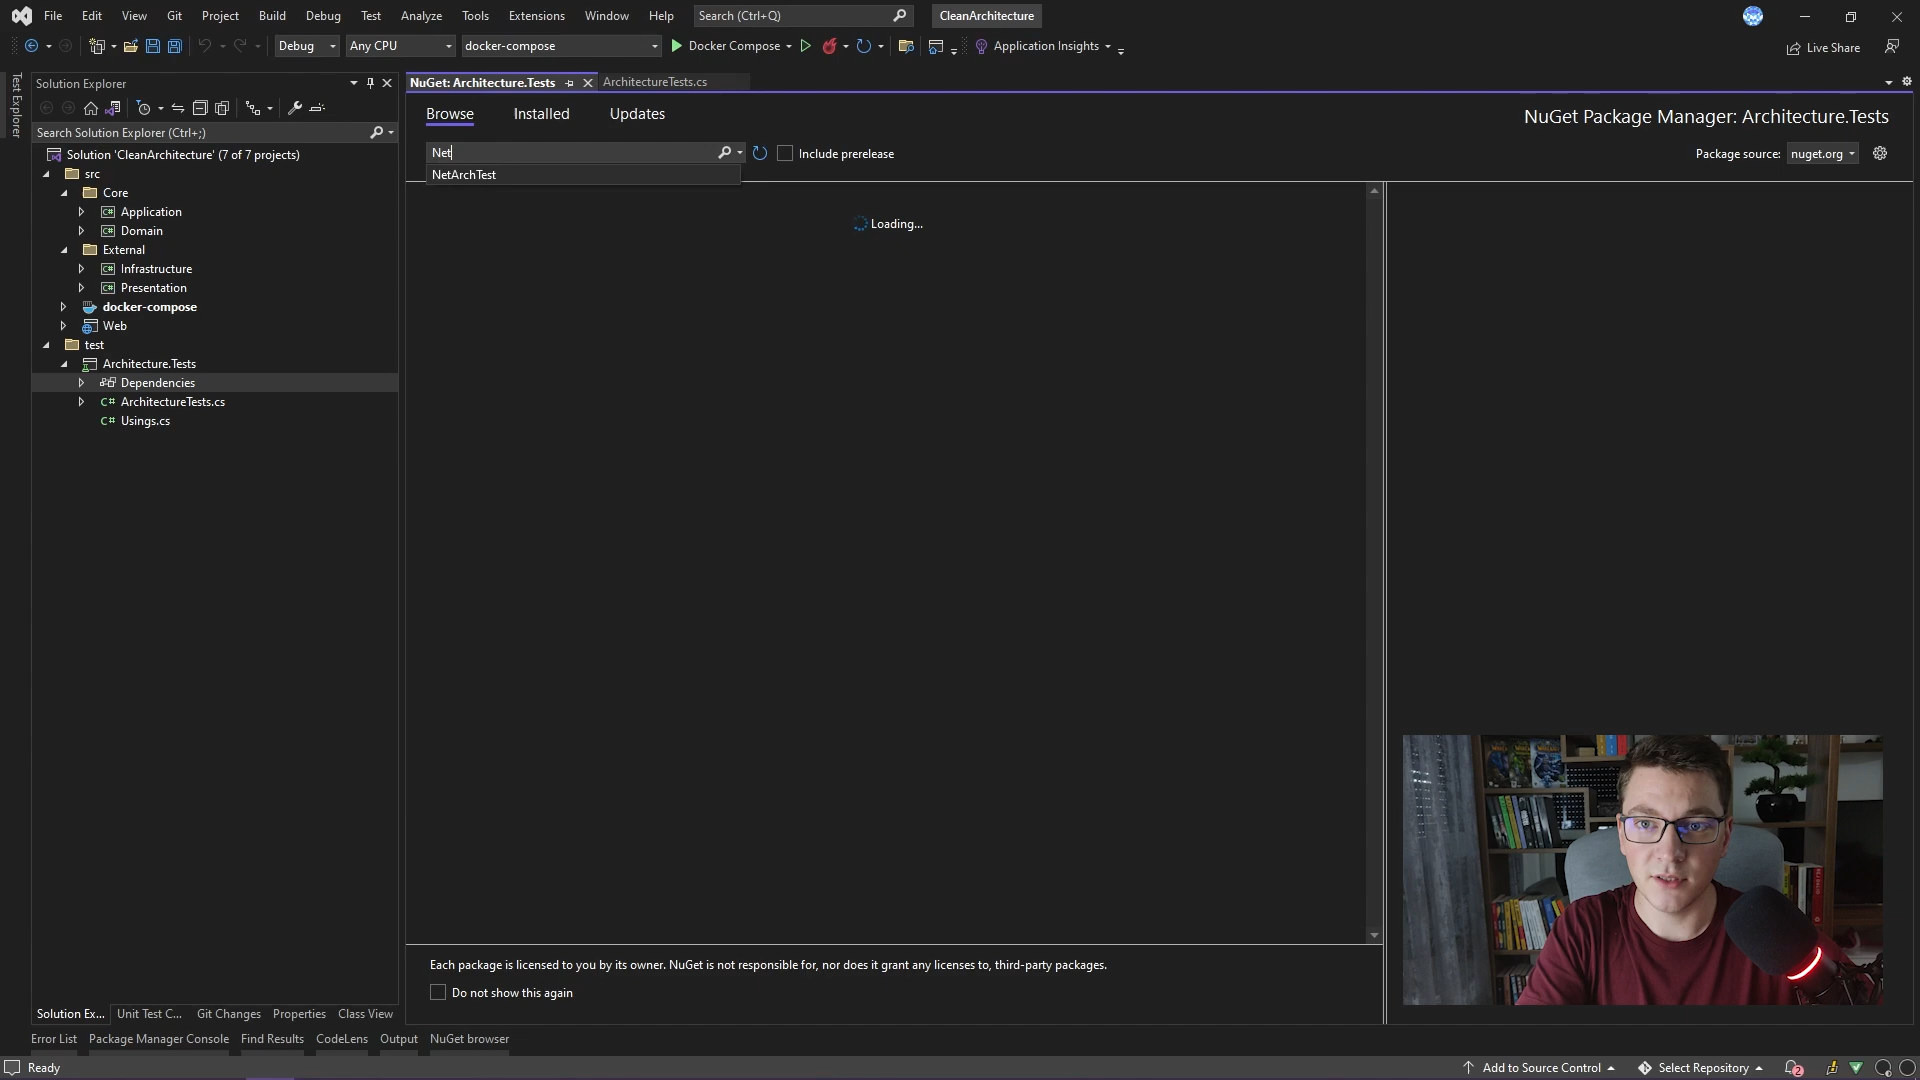 File Edit View Git Project Build Debug Test Analyze Tools Extensions Window Help Search (Ctrl+Q) CleanArchitecture
Debug Any CPU docker-compose Docker Compose Application Insights Live Share
Test Explorer
Solution Explorer
Search Solution Explorer (Ctrl+;)
Solution 'CleanArchitecture' (7 of 7 projects)
src
Core
Application
Domain
External
Infrastructure
Presentation
docker-compose
Web
test
Architecture.Tests
Dependencies
C# ArchitectureTests.cs
C# Usings.cs
NuGet: Architecture.Tests ArchitectureTests.cs
Browse Installed Updates
NuGet Package Manager: Architecture.Tests
Net
Include prerelease
Package source: nuget.org
NetArchTest
Loading...
Each package is licensed to you by its owner. NuGet is not responsible for, nor does it grant any licenses to, third-party packages.
Do not show this again
Solution Ex... Unit Test C... Git Changes Properties Class View
Error List Package Manager Console Find Results CodeLens Output NuGet browser
Ready
Add to Source Control Select Repository 2